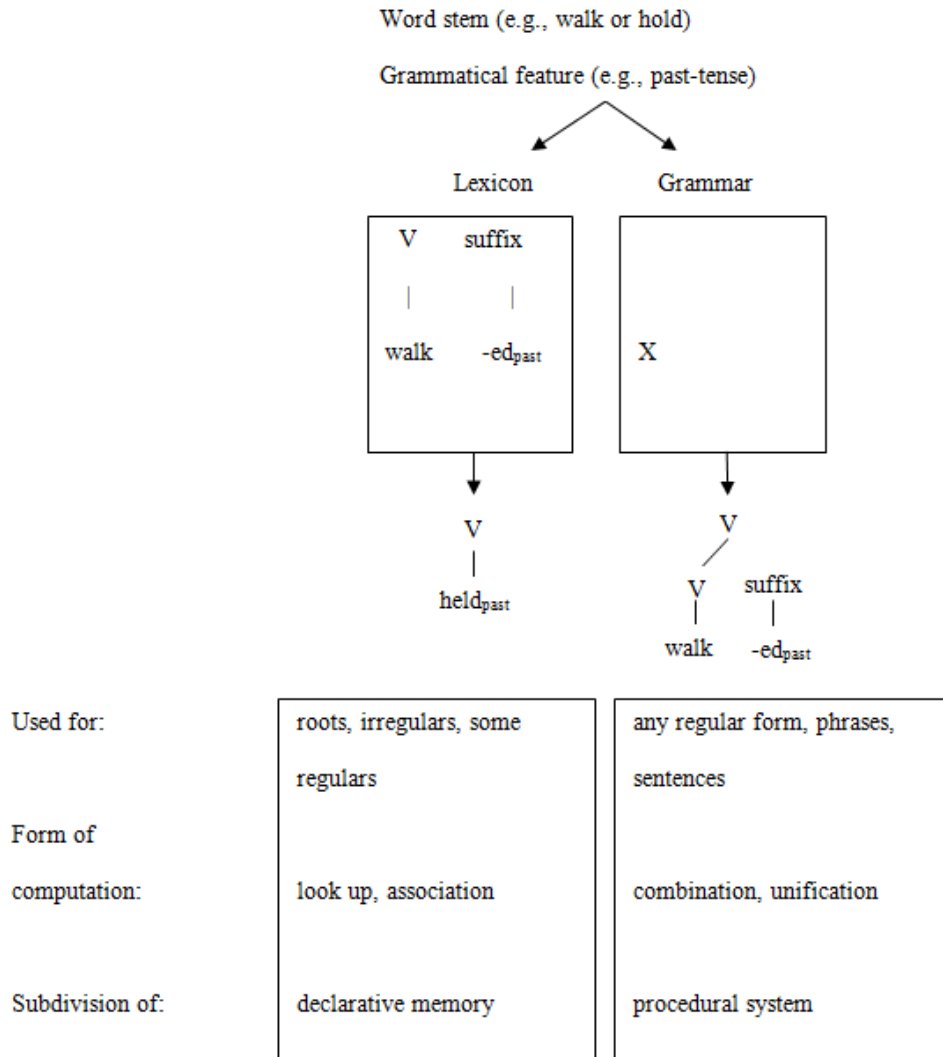 Word stem (e.g., walk or hold)
Grammatical feature (e.g., past-tense)
Lexicon Grammar
V suffix
walk -edpast X
V V
heldpast V suffix
walk -edpast
Used for: roots, irregulars, some any regular form, phrases,
regulars sentences
Form of
computation: look up, association combination, unification
Subdivision of: declarative memory procedural system